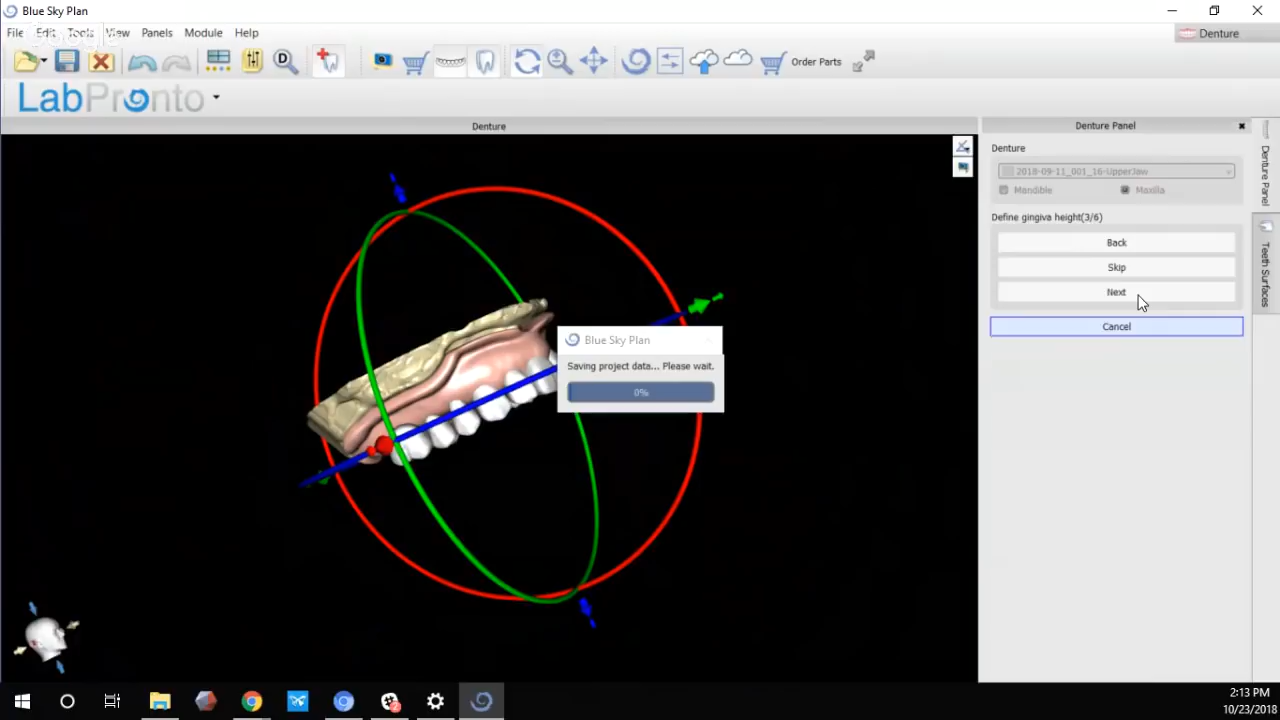 Blue Sky Plan
File Edit Tools View Panels Module Help
Google
Denture
D
Order Parts
LabPronto
Denture
Denture Panel
Denture
2018-09-11_001_16-UpperJaw
Mandible Maxilla
Define gingiva height(3/6)
Back
Skip
Next
Cancel
Denture Panel
Teeth Surfaces
Blue Sky Plan
Saving project data... Please wait.
0%
2
2:13 PM
10/23/2018